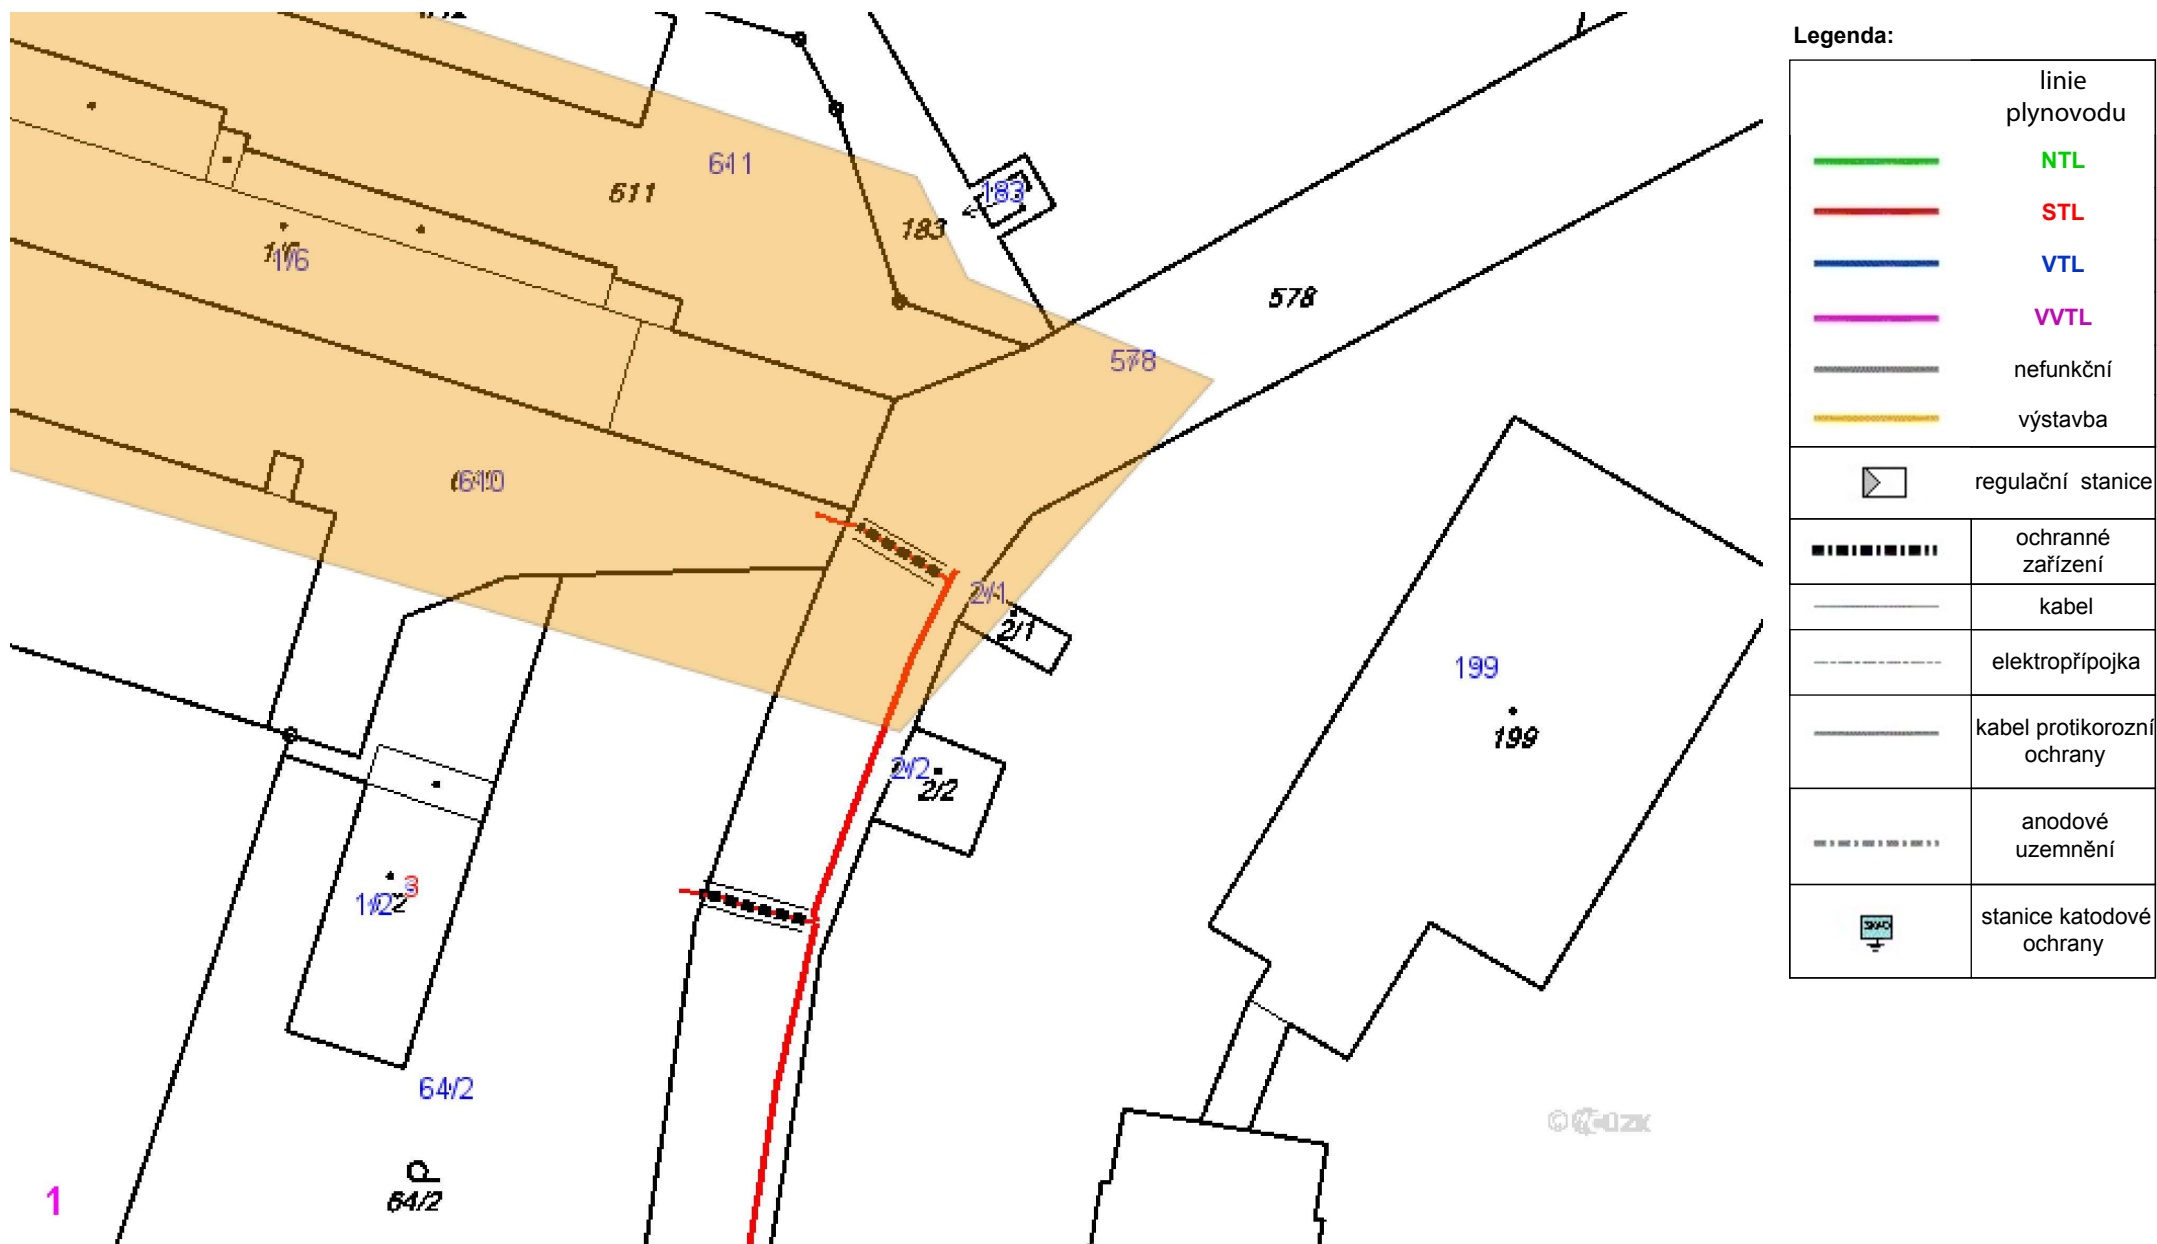 611
611
183
183
1/6
578
578
610
2/1
2/1
199
199
2/2
2/2
3
1/2
64/2
P
64/2
1
Legenda:
linie
plynovodu
NTL
STL
VTL
VVTL
nefunkční
výstavba
regulační stanice
ochranné
zařízení
kabel
elektropřípojka
kabel protikorozní
ochrany
anodové
uzemnění
stanice katodové
ochrany